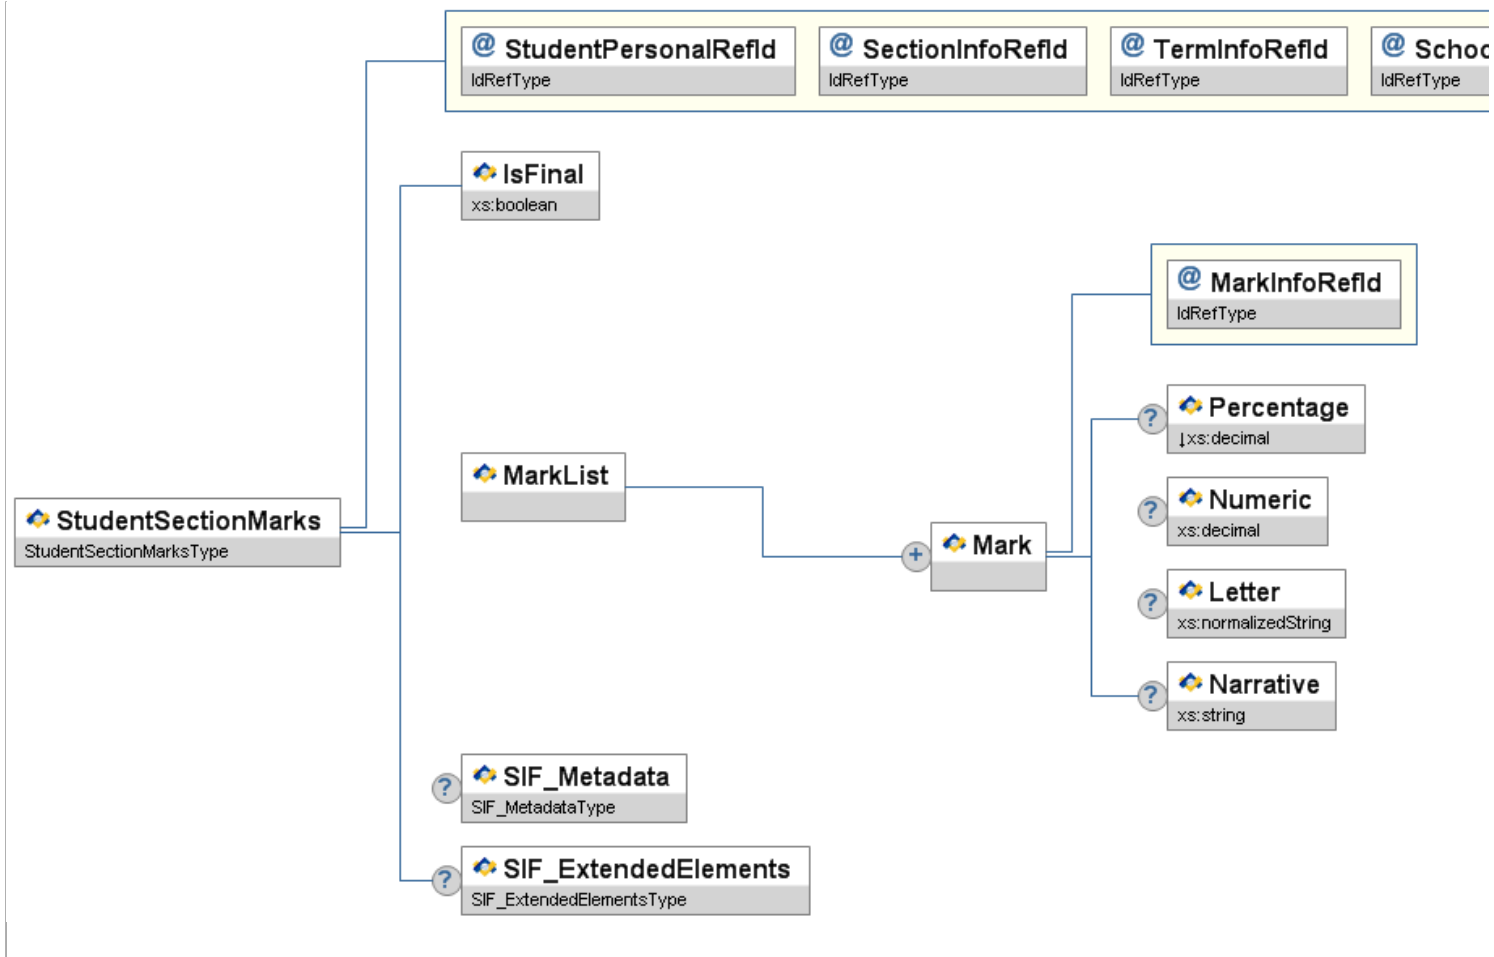 @ StudentPersonalRefId
IdRefType
@ SectionInfoRefId
IdRefType
@ TermInfoRefId
IdRefType
@
IdRefType
IsFinal
xs:boolean
@ MarkInfoRefId
IdRefType
? Percentage
↓xs:decimal
MarkList
? Numeric
xs:decimal
StudentSectionMarks
StudentSectionMarksType
+ Mark
? Letter
xs:normalizedString
? Narrative
xs:string
? SIF_Metadata
SIF_MetadataType
? SIF_ExtendedElements
SIF_ExtendedElementsType